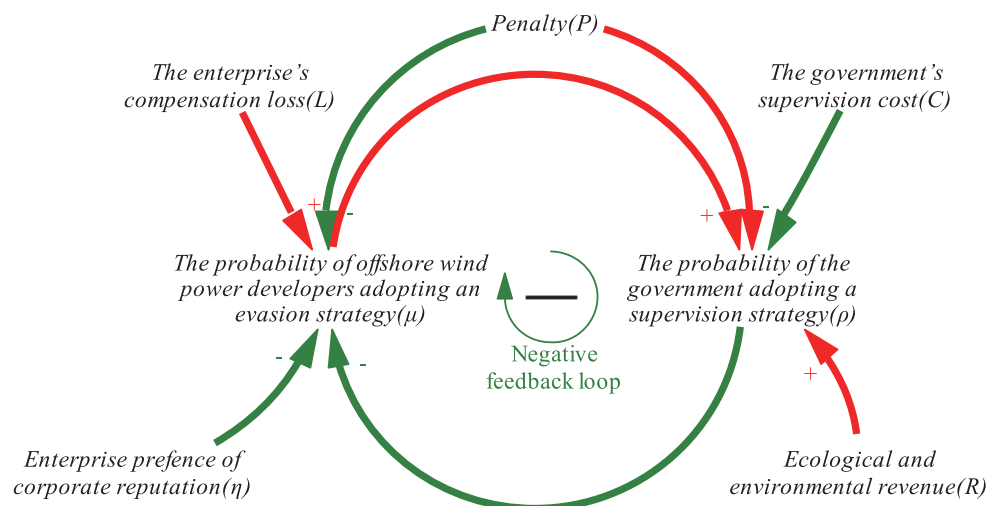 Penalty(P)
The enterprise's
compensation loss(L)
The government's
supervision cost(C)
+
-
+
-
The probability of offshore wind
power developers adopting an
evasion strategy(μ)
The probability of the
government adopting a
supervision strategy(ρ)
Negative
feedback loop
-
-
+
Enterprise prefence of
corporate reputation(η)
Ecological and
environmental revenue(R)